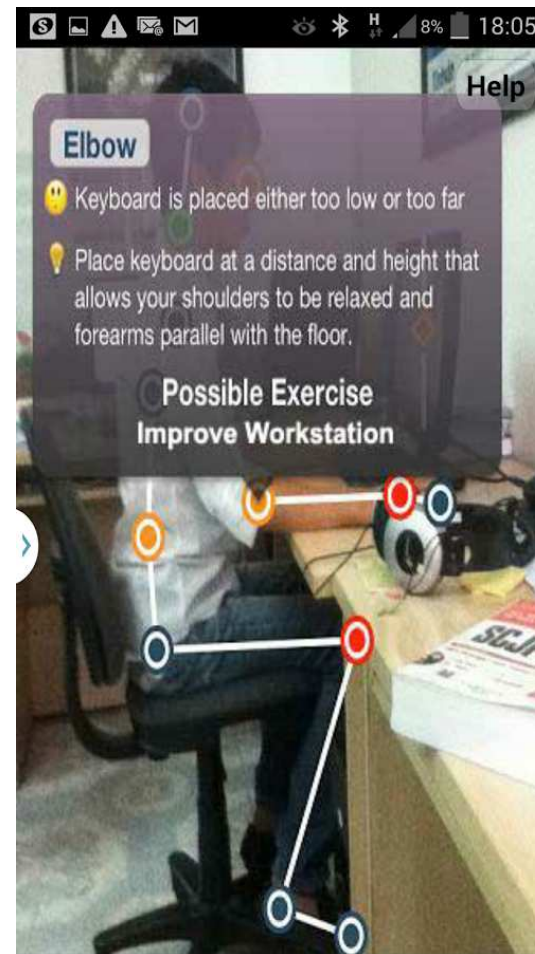 H 8% 18:05
Help
Elbow
Keyboard is placed either too low or too far
Place keyboard at a distance and height that
allows your shoulders to be relaxed and
forearms parallel with the floor.
Possible Exercise
Improve Workstation